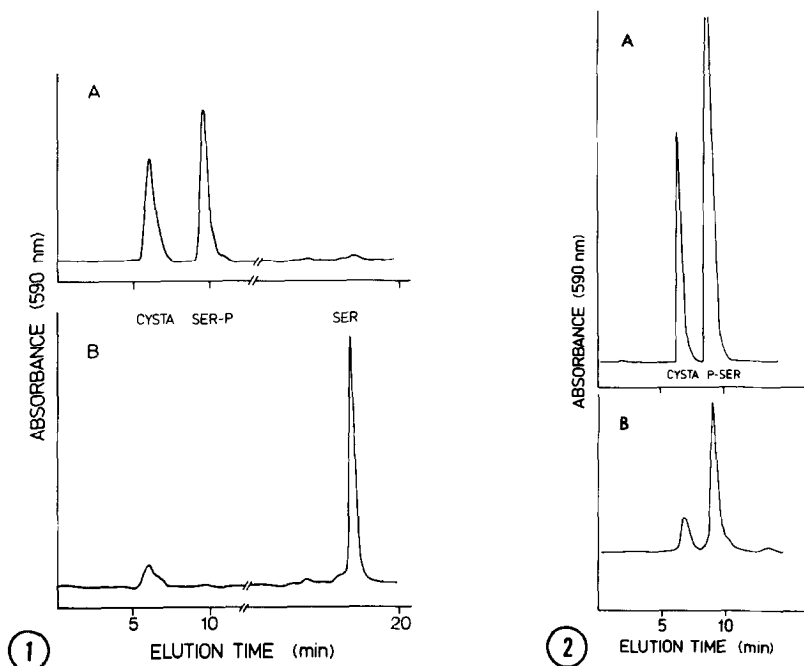 A
ABSORBANCE (590 nm)
CYSTA SER-P SER
B
5 10 20
ELUTION TIME (min)
1
A
ABSORBANCE (590 nm)
CYSTA P-SER
B
5 10
ELUTION TIME (min)
2